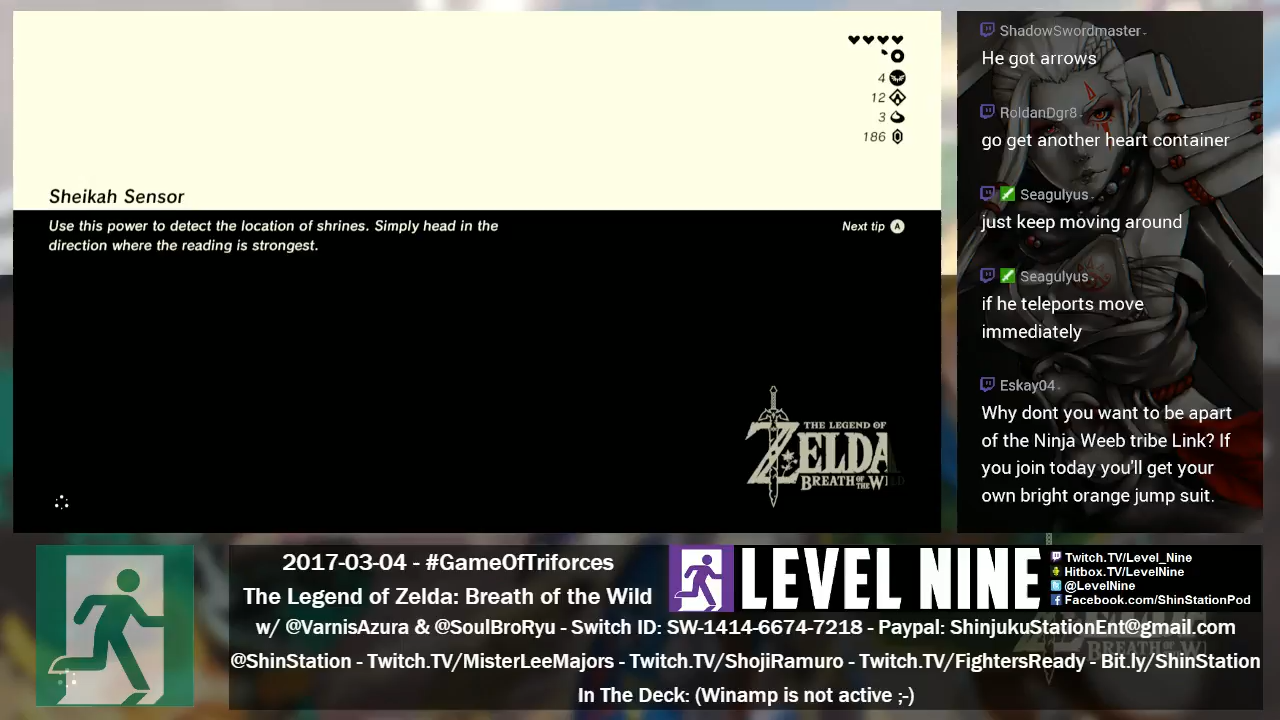 4
12
3
186
Sheikah Sensor
Use this power to detect the location of shrines. Simply head in the
direction where the reading is strongest.
Next tip A
THE LEGEND OF
ZELDA
BREATH OF THE WILD
ShadowSwordmaster
He got arrows
RoldanDgr8
go get another heart container
Seagulyus
just keep moving around
Seagulyus
if he teleports move
immediately
Eskay04
Why dont you want to be apart
of the Ninja Weeb tribe Link? If
you join today you'll get your
own bright orange jump suit.
2017-03-04 - #GameOfTriforces
The Legend of Zelda: Breath of the Wild
LEVEL NINE
Twitch.TV/Level_Nine
Hitbox.TV/LevelNine
@LevelNine
Facebook.com/ShinStationPod
w/ @VarnisAzura & @SoulBroRyu - Switch ID: SW-1414-6674-7218 - Paypal: ShinjukuStationEnt@gmail.com
@ShinStation - Twitch.TV/MisterLeeMajors - Twitch.TV/ShojiRamuro - Twitch.TV/FightersReady - Bit.ly/ShinStation
In The Deck: (Winamp is not active ;-)